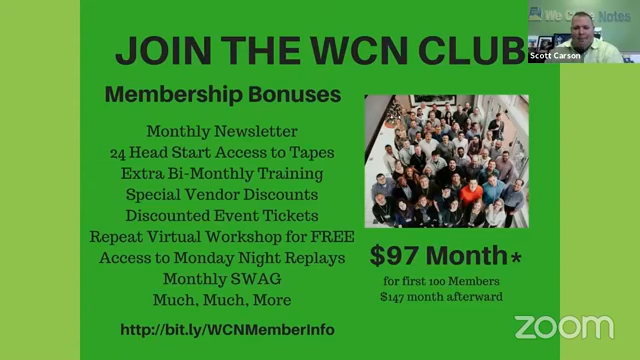 JOIN THE WCN CLUB
Membership Bonuses
Monthly Newsletter
24 Head Start Access to Tapes
Extra Bi-Monthly Training
Special Vendor Discounts
Discounted Event Tickets
Repeat Virtual Workshop for FREE
Access to Monday Night Replays
Monthly SWAG
Much, Much, More
http://bit.ly/WCNMemberInfo
$97 Month*
for first 100 Members
$147 month afterward
We Notes
Scott Carson
zoom